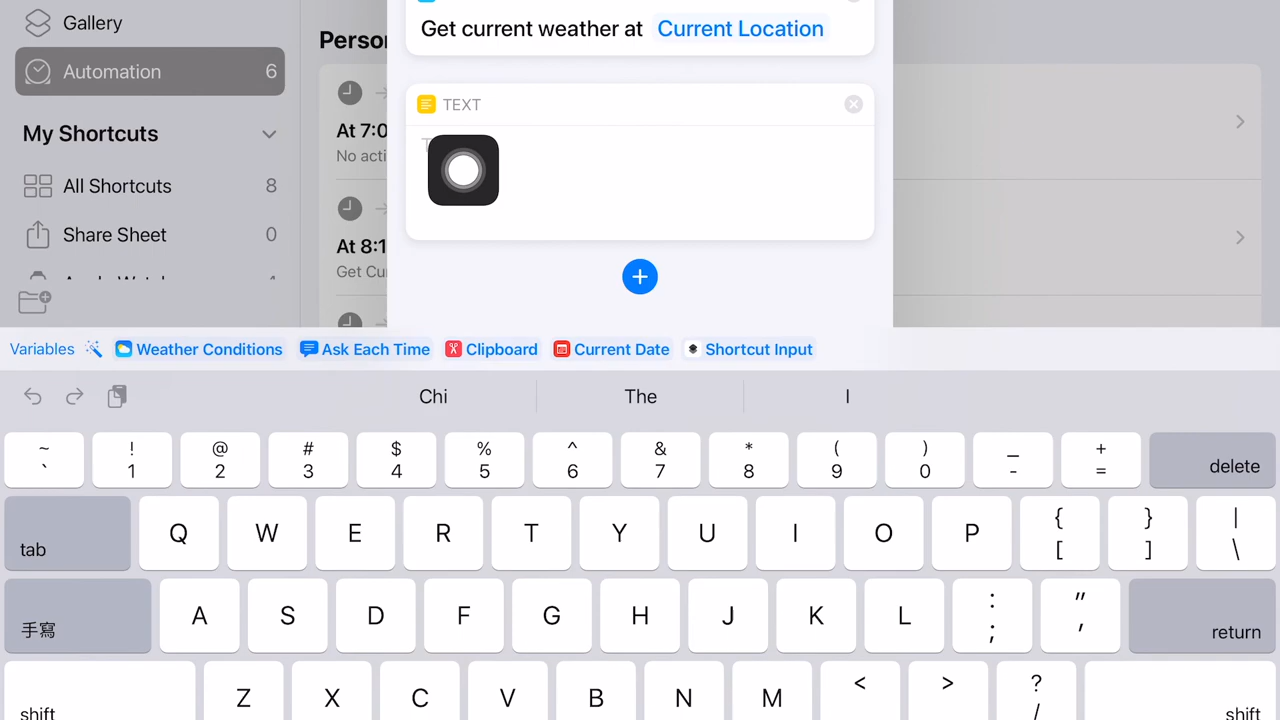 Gallery
Automation 6
My Shortcuts
All Shortcuts 8
Share Sheet 0
Person
At 7:0
No acti
At 8:1
Get Cu
Get current weather at Current Location
TEXT
Variables Weather Conditions Ask Each Time Clipboard Current Date Shortcut Input
Chi The I
~ ! @ # $ % ^ & * ( ) _ +
` 1 2 3 4 5 6 7 8 9 0 - = delete
tab Q W E R T Y U I O P { [ } ] | \
手寫 A S D F G H J K L : ; " ' return
shift Z X C V B N M < > ? / shift